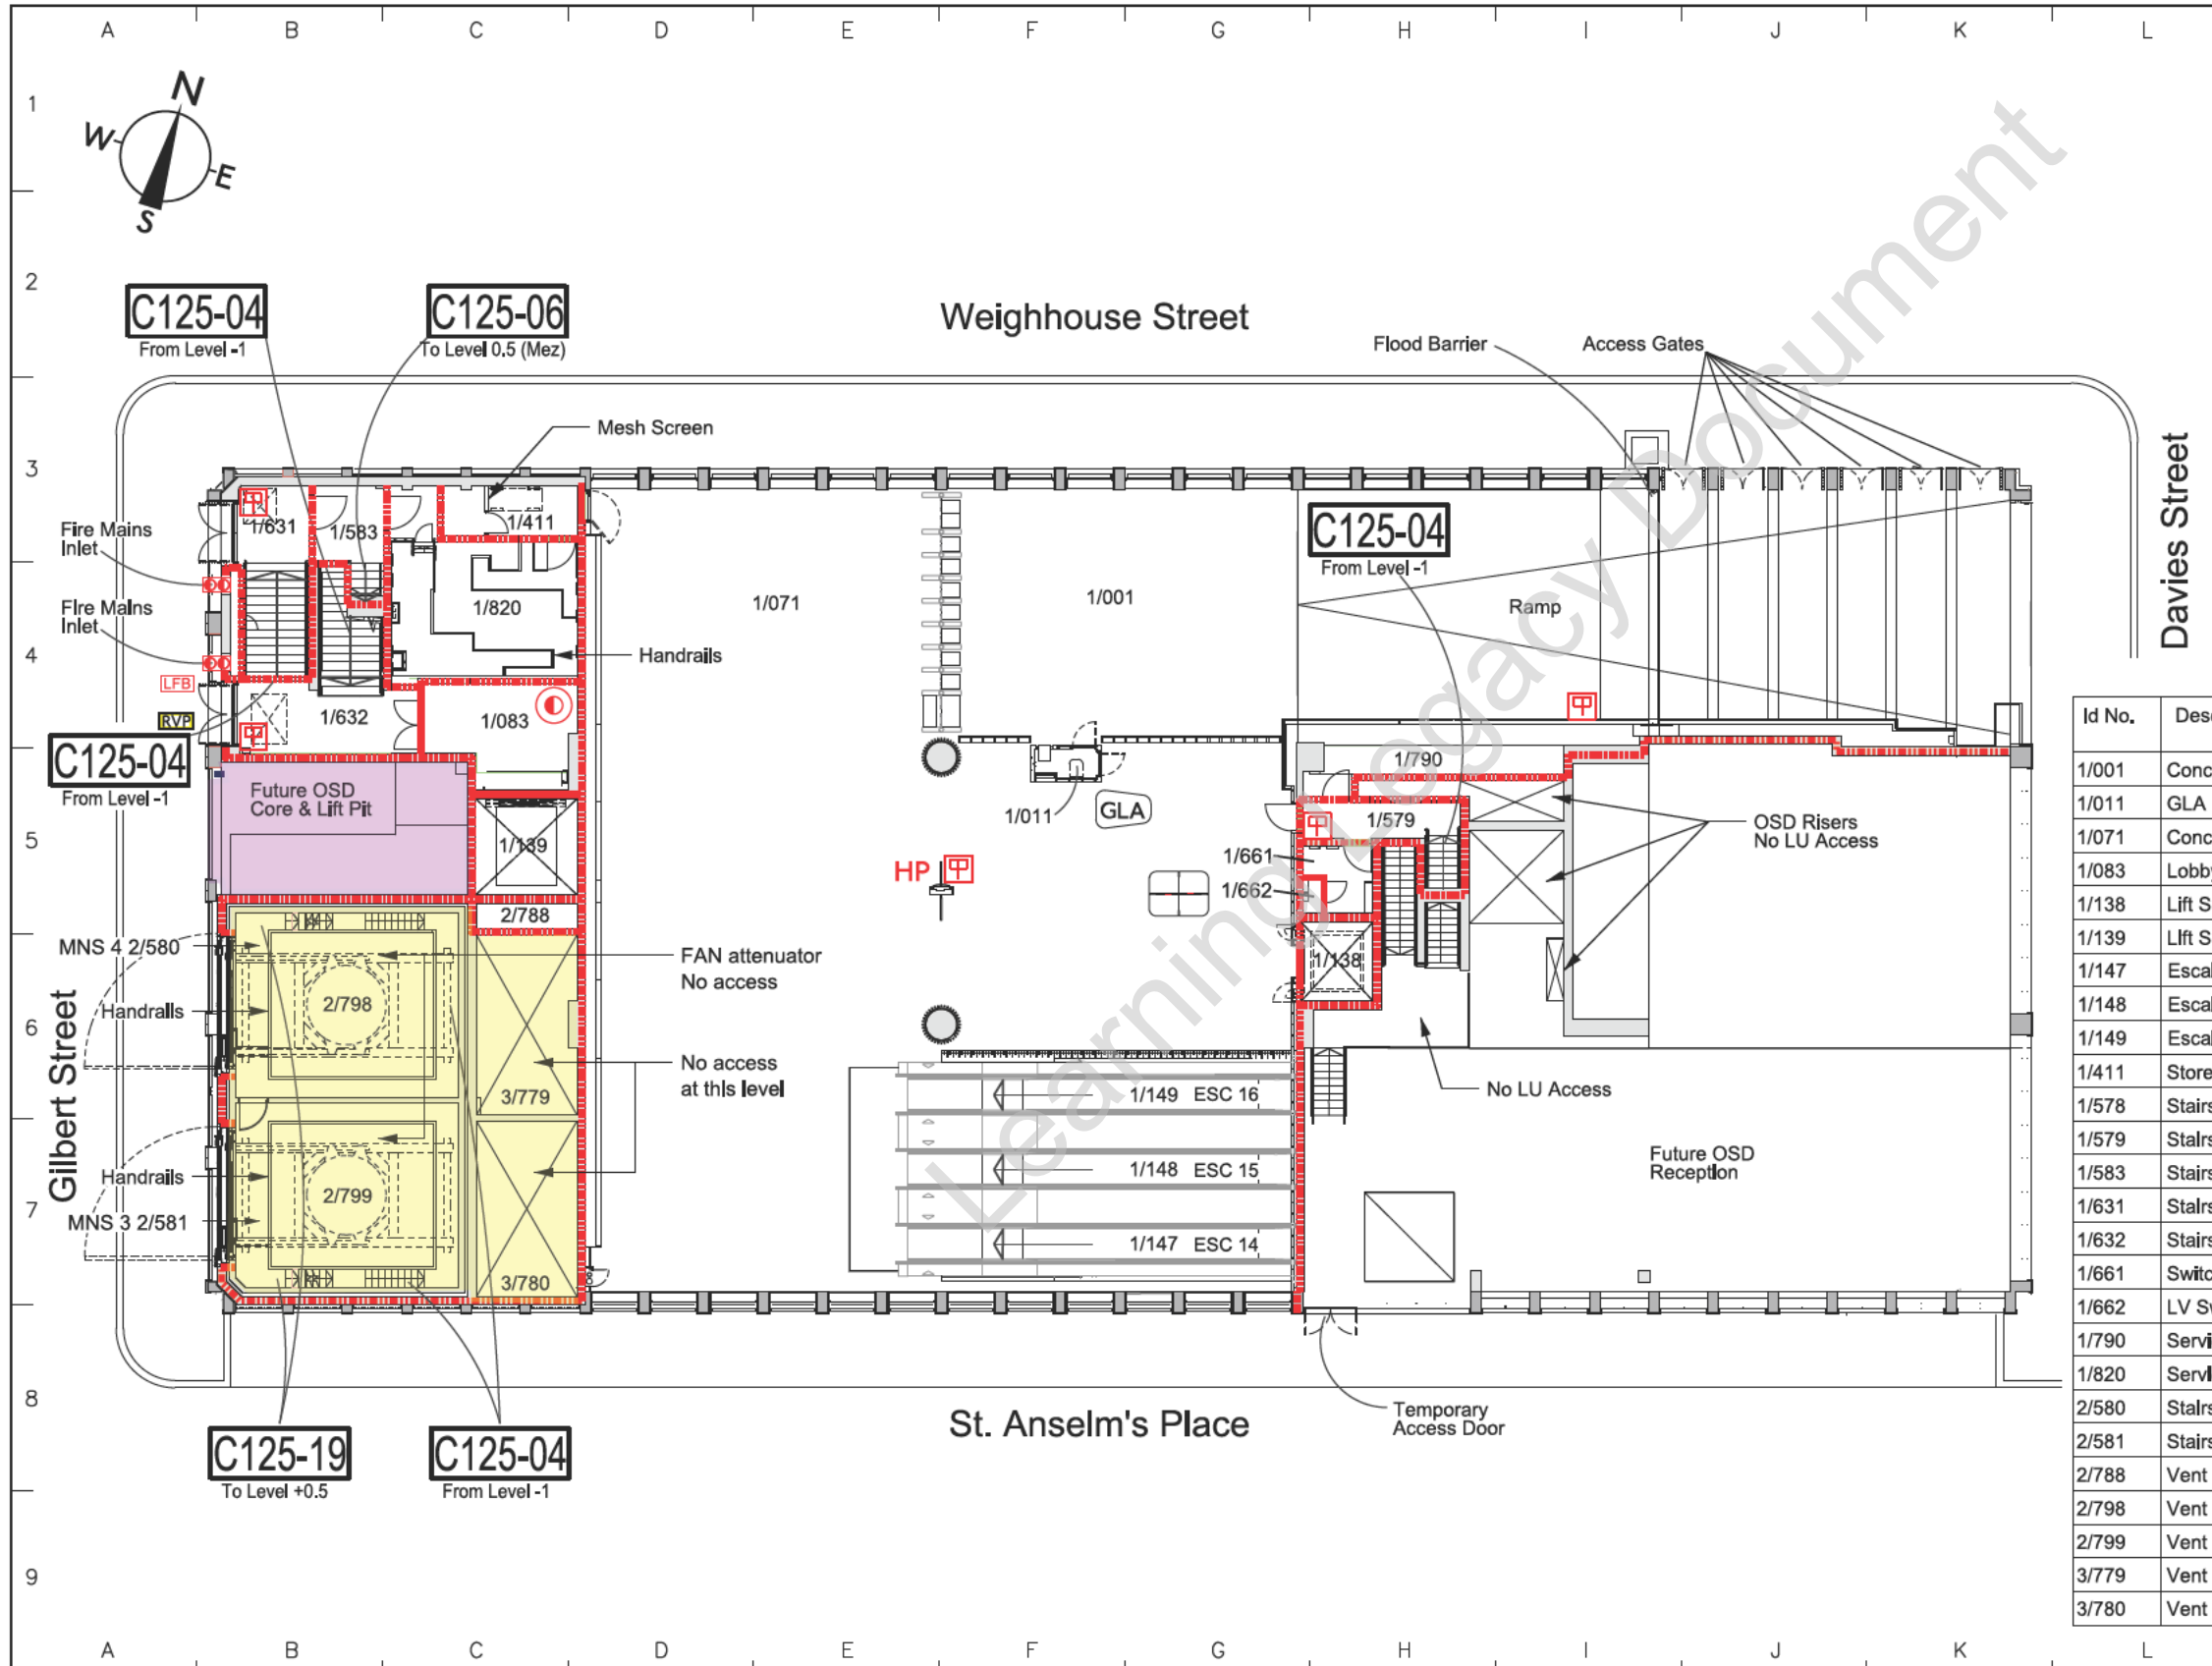 A B C D E F G H I J K L
1
N
W
E
S
2
C125-04
From Level -1
C125-06
To Level 0.5 (Mez)
Weighhouse Street
Flood Barrier
Access Gates
Davies Street
3
Mesh Screen
1/631
1/583
1/411
Fire Mains
Inlet
C125-04
From Level -1
1/820
1/071
1/001
Ramp
Fire Mains
Inlet
4
Handrails
LFB
RVP
1/632
1/083
C125-04
From Level -1
Future OSD
Core & Lift Pit
1/139
1/011
GLA
1/790
1/579
OSD Risers
No LU Access
5
HP
1/661
1/662
2/788
MNS 4 2/580
FAN attenuator
No access
1/138
Handrails
2/798
6
Gilbert Street
No access
at this level
3/779
1/149 ESC 16
No LU Access
Handrails
2/799
1/148 ESC 15
Future OSD
Reception
7
MNS 3 2/581
1/147 ESC 14
3/780
8
C125-19
To Level +0.5
C125-04
From Level -1
St. Anselm's Place
Temporary
Access Door
9
Learning Legacy Document
Id No. Des
1/001 Conc
1/011 GLA
1/071 Conc
1/083 Lobby
1/138 Lift S
1/139 Lift S
1/147 Esca
1/148 Esca
1/149 Esca
1/411 Store
1/578 Stairs
1/579 Stairs
1/583 Stairs
1/631 Stairs
1/632 Stairs
1/661 Switc
1/662 LV S
1/790 Servi
1/820 Servi
2/580 Stairs
2/581 Stairs
2/788 Vent
2/798 Vent
2/799 Vent
3/779 Vent
3/780 Vent
A B C D E F G H I J K L